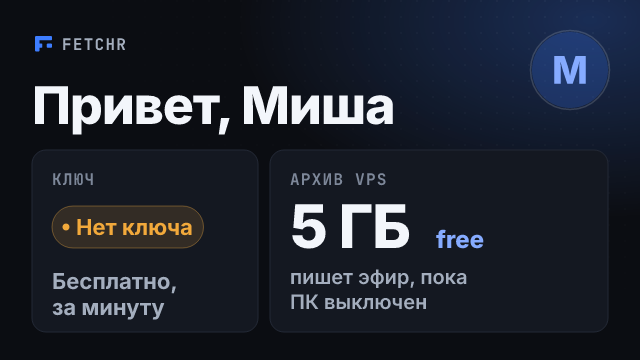 FETCHR
М
Привет, Миша
КЛЮЧ
• Нет ключа
Бесплатно,
за минуту
АРХИВ VPS
5 ГБ free
пишет эфир, пока
ПК выключен